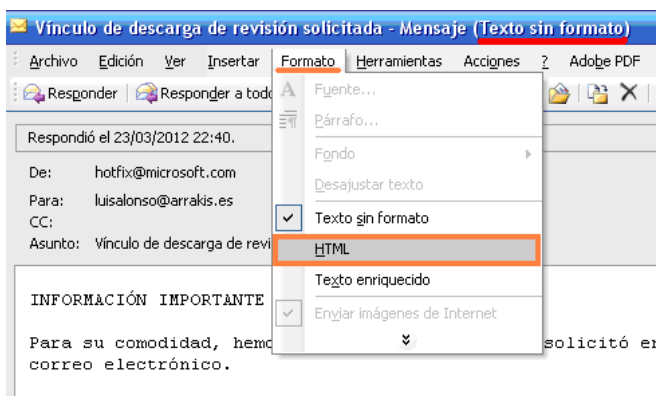 Vínculo de descarga de revisión solicitada - Mensaje (Texto sin formato)
Archivo Edición Ver Insertar Formato Herramientas Acciones ? Adobe PDF
Responder Responder a todo
A Fuente...
Párrafo...
Fondo
Desajustar texto
Texto sin formato
HTML
Texto enriquecido
Enviar imágenes de Internet
Respondió el 23/03/2012 22:40.
De: hotfix@microsoft.com
Para: luisalonso@arrakis.es
CC:
Asunto: Vínculo de descarga de revi
INFORMACIÓN IMPORTANTE
Para su comodidad, hemo solicitó en
correo electrónico.